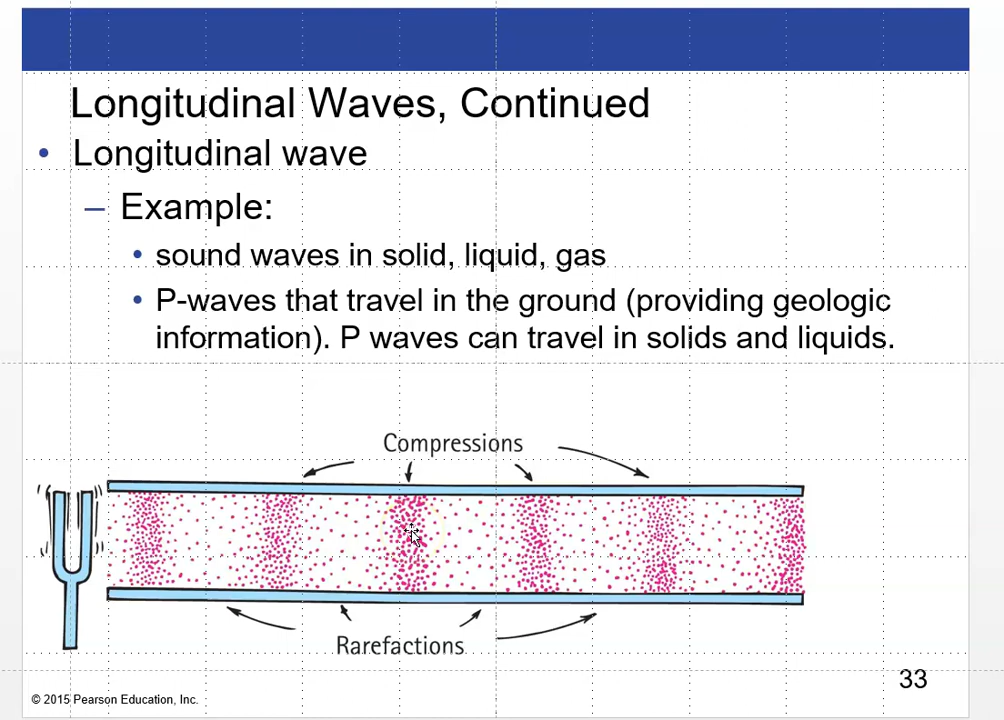 Longitudinal Waves, Continued
• Longitudinal wave
– Example:
• sound waves in solid, liquid, gas
• P-waves that travel in the ground (providing geologic
information). P waves can travel in solids and liquids.
Compressions
Rarefactions
33
© 2015 Pearson Education, Inc.